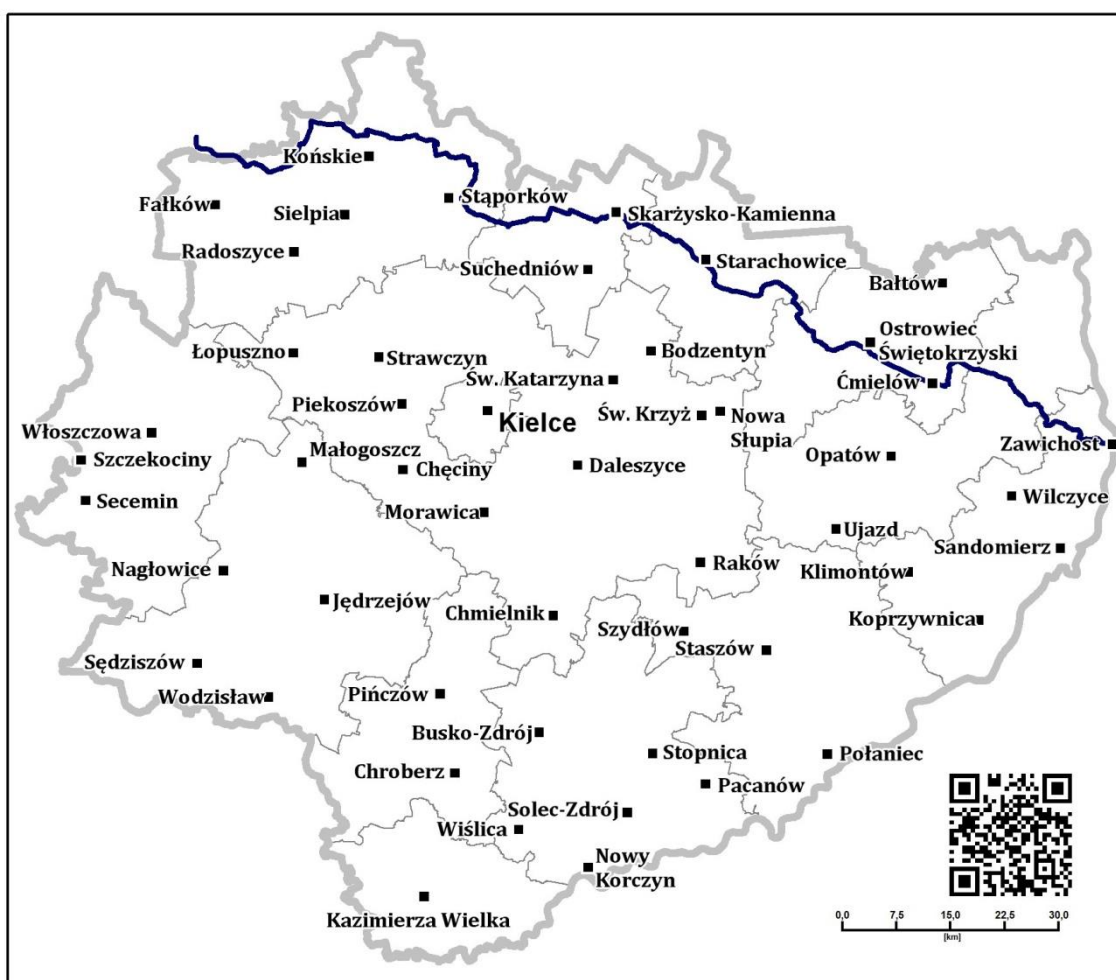 Końskie
Stąporków
Fałków
Sielpia
Skarżysko-Kamienna
Radoszyce
Starachowice
Suchedniów
Bałtów
Ostrowiec
Świętokrzyski
Łopuszno
Strawczyn
Bodzentyn
Św. Katarzyna
Ćmielów
Piekoszów
Kielce
Św. Krzyż
Nowa
Słupia
Włoszczowa
Zawichost
Małogoszcz
Szczekociny
Chęciny
Daleszyce
Opatów
Secemin
Wilczyce
Morawica
Ujazd
Sandomierz
Nagłowice
Raków
Klimontów
Jędrzejów
Chmielnik
Koprzywnica
Szydłów
Staszów
Sędziszów
Wodzisław
Pińczów
Busko-Zdrój
Stopnica
Połaniec
Chroberz
Pacanów
Solec-Zdrój
Wiślica
Nowy
Korczyn
Kazimierza Wielka
0,0 7,5 15,0 22,5 30,0
[km]